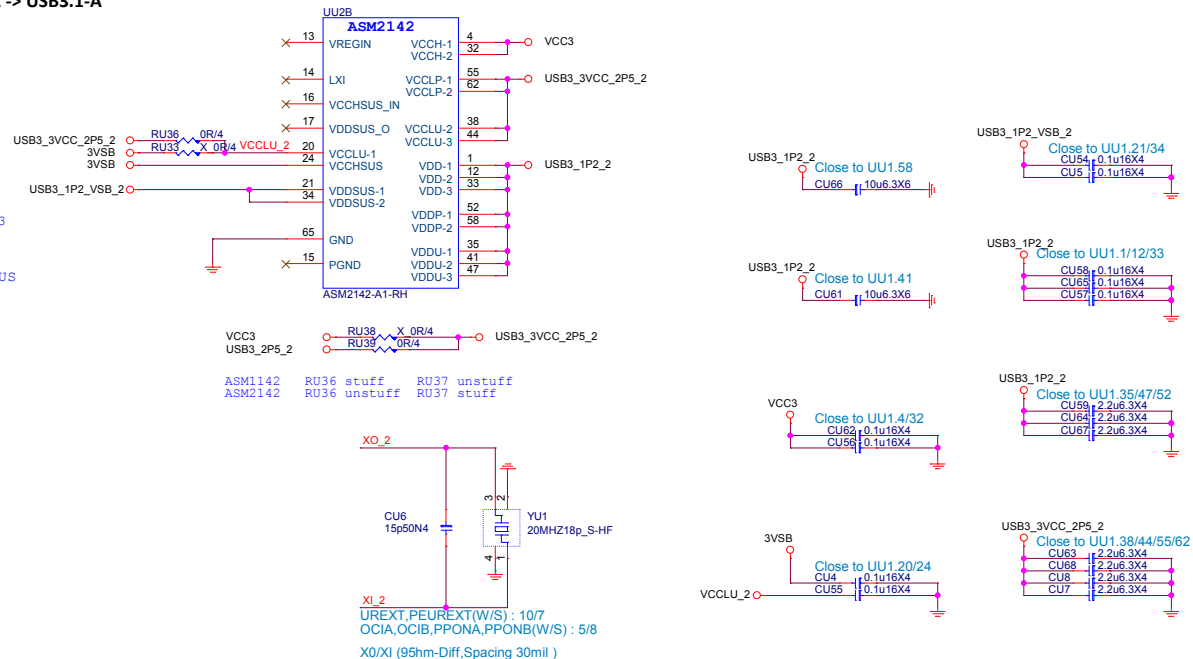 -> USB3.1-A
UU2B
ASM2142
13 VREGIN
14 LXI
16 VCCHSUS_IN
17 VDDSUS_O
20 VCCLU-1
24 VCCHSUS
21 VDDSUS-1
34 VDDSUS-2
65 GND
15 PGND
VCCH-1 4
VCCH-2 32
VCC3
VCCLP-1 55
VCCLP-2 62
USB3_3VCC_2P5_2
VCCLU-2 38
VCCLU-3 44
VDD-1 1
VDD-2 12
VDD-3 33
USB3_1P2_2
VDDP-1 52
VDDP-2 58
VDDU-1 35
VDDU-2 41
VDDU-3 47
ASM2142-A1-RH
USB3_3VCC_2P5_2 RU36 0R/4
3VSB RU33 X_0R/4 VCCLU_2
3VSB
USB3_1P2_VSB_2
3
US
VCC3 RU38 X_0R/4 USB3_3VCC_2P5_2
USB3_2P5_2 RU39 0R/4
ASM1142 RU36 stuff RU37 unstuff
ASM2142 RU36 unstuff RU37 stuff
XO_2
CU6
15p50N4
3 2
YU1
20MHZ18p_S-HF
4 1
XI_2
UREXT,PEUREXT(W/S) : 10/7
OCIA,OCIB,PPONA,PPONB(W/S) : 5/8
X0/XI (95hm-Diff,Spacing 30mil )
USB3_1P2_2
Close to UU1.58
CU66 10u6.3X6
USB3_1P2_2
Close to UU1.41
CU61 10u6.3X6
VCC3
Close to UU1.4/32
CU62 0.1u16X4
CU56 0.1u16X4
3VSB
Close to UU1.20/24
CU4 0.1u16X4
VCCLU_2 CU55 0.1u16X4
USB3_1P2_VSB_2
Close to UU1.21/34
CU54 0.1u16X4
CU5 0.1u16X4
USB3_1P2_2
Close to UU1.1/12/33
CU58 0.1u16X4
CU65 0.1u16X4
CU57 0.1u16X4
USB3_1P2_2
Close to UU1.35/47/52
CU59 2.2u6.3X4
CU64 2.2u6.3X4
CU67 2.2u6.3X4
USB3_3VCC_2P5_2
Close to UU1.38/44/55/62
CU63 2.2u6.3X4
CU68 2.2u6.3X4
CU8 2.2u6.3X4
CU7 2.2u6.3X4